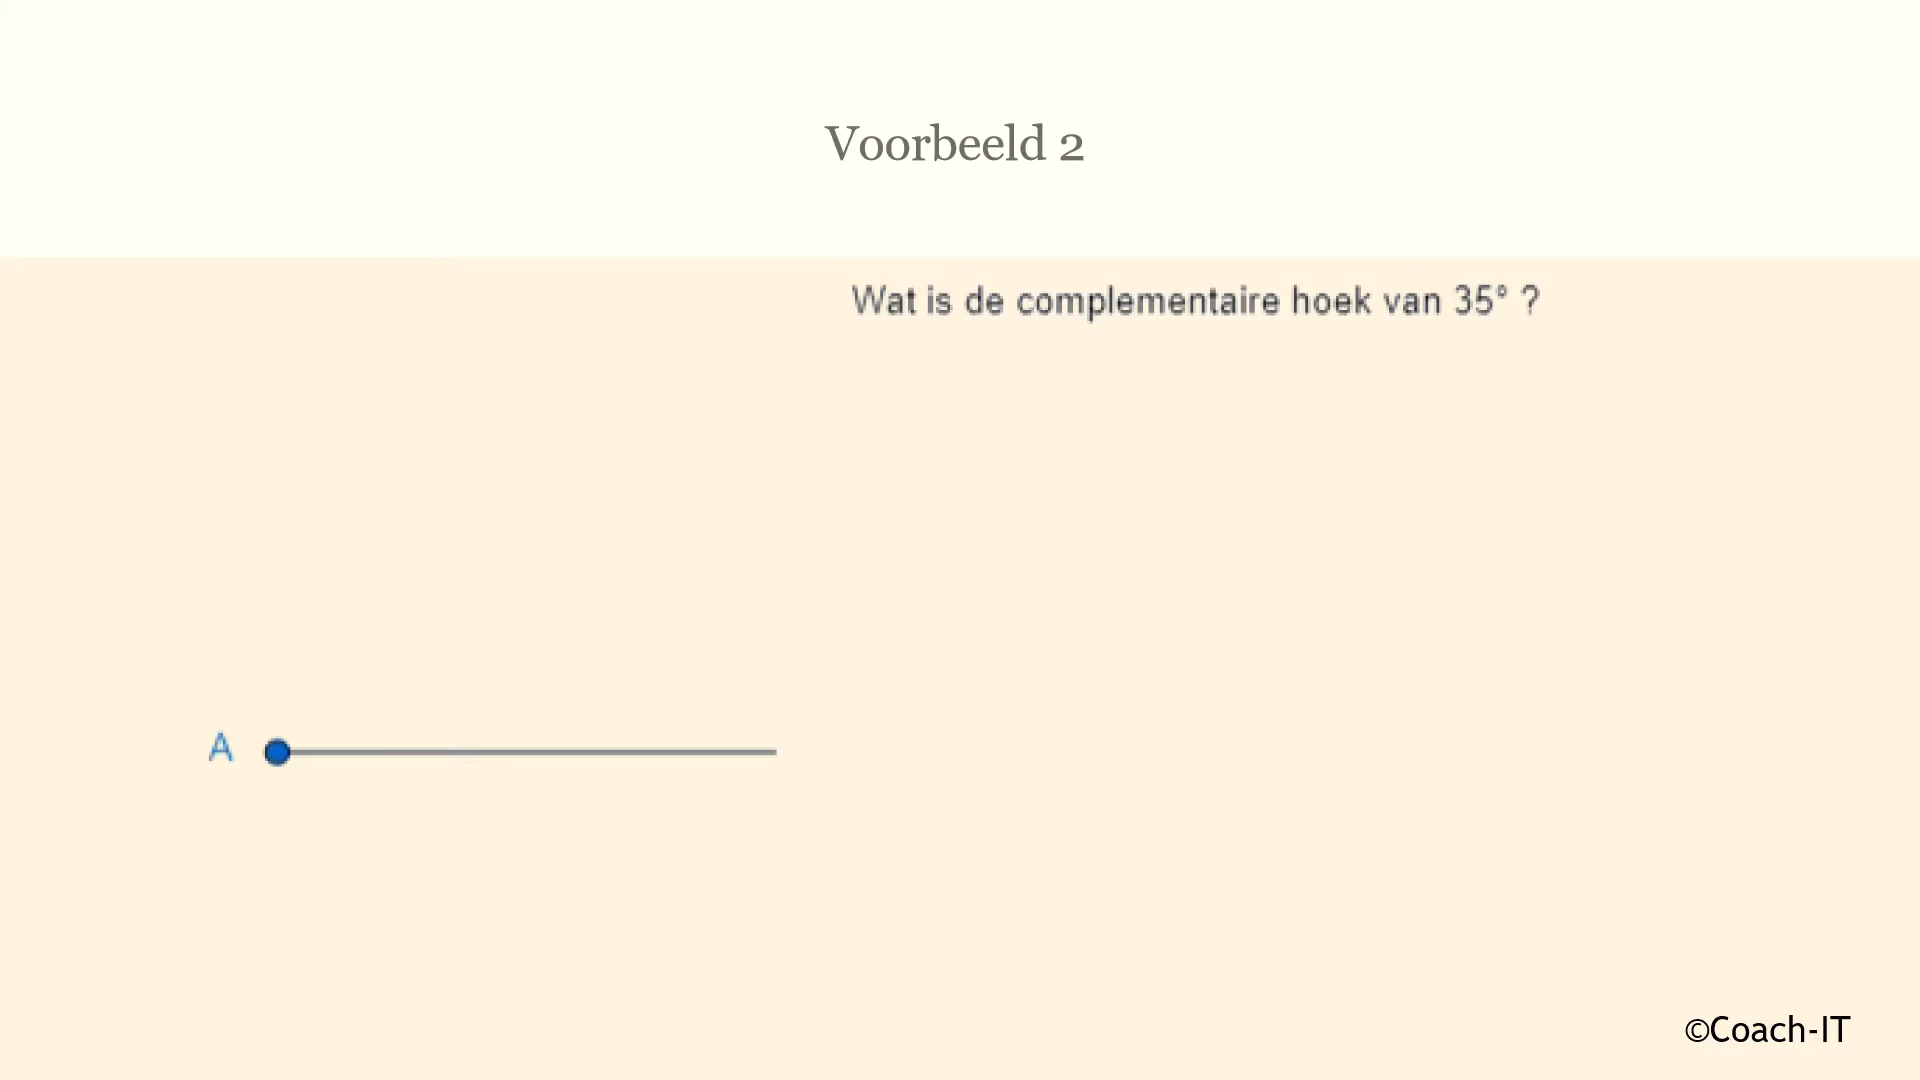 Voorbeeld 2
Wat is de complementaire hoek van 35° ?
A
©Coach-IT